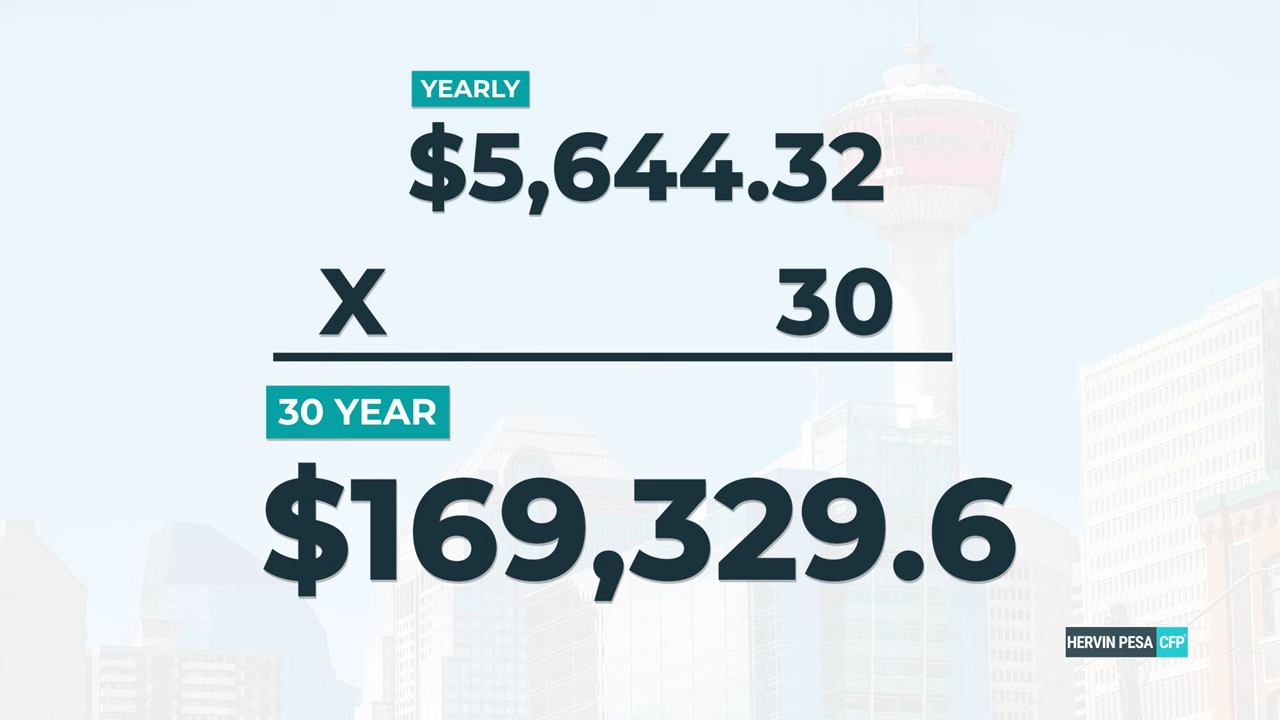 YEARLY
$5,644.32
X 30
30 YEAR
$169,329.6
HERVIN PESA CFP